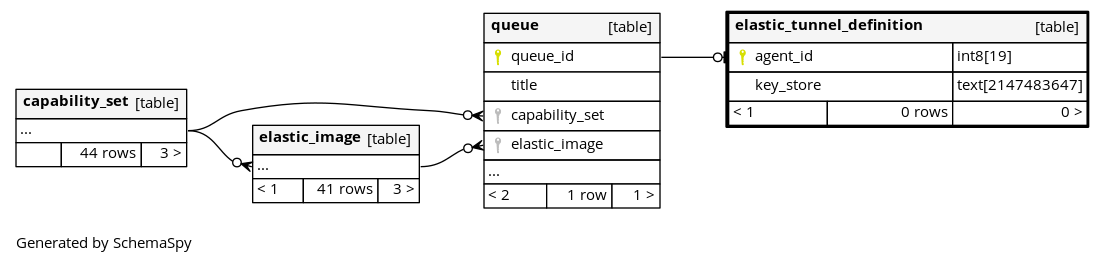 capability_set [table]
...
44 rows 3 >
elastic_image [table]
...
< 1 41 rows 3 >
queue [table]
queue_id
title
capability_set
elastic_image
...
< 2 1 row 1 >
elastic_tunnel_definition [table]
agent_id int8[19]
key_store text[2147483647]
< 1 0 rows 0 >
Generated by SchemaSpy